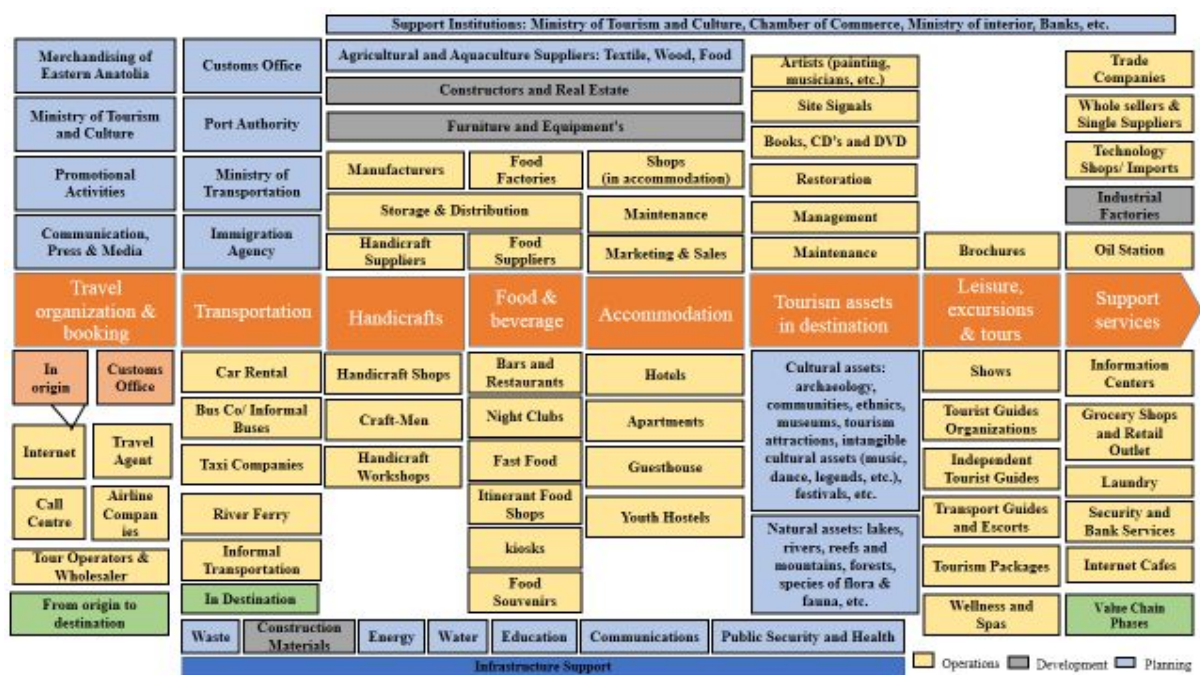 Support Institutions: Ministry of Tourism and Culture, Chamber of Commerce, Ministry of interior, Banks, etc.
Merchandising of
Eastern Anatolia
Ministry of Tourism
and Culture
Promotional
Activities
Communication,
Press & Media
Customs Office
Port Authority
Ministry of
Transportation
Immigration
Agency
Agricultural and Aquaculture Suppliers: Textile, Wood, Food
Constructors and Real Estate
Furniture and Equipment's
Manufacturers
Food
Factories
Shops
(in accommodation)
Storage & Distribution
Maintenance
Handicraft
Suppliers
Food
Suppliers
Marketing & Sales
Artists (painting,
musicians, etc.)
Site Signals
Books, CD's and DVD
Restoration
Management
Maintenance
Brochures
Trade
Companies
Whole sellers &
Single Suppliers
Technology
Shops/ Imports
Industrial
Factories
Oil Station
Travel
organization &
booking
Transportation
Handicrafts
Food &
beverage
Accommodation
Tourism assets
in destination
Leisure,
excursions
& tours
Support
services
In
origin
Customs
Office
Internet
Travel
Agent
Call
Centre
Airline
Compan
ies
Tour Operators &
Wholesaler
From origin to
destination
Car Rental
Bus Co/ Informal
Buses
Taxi Companies
River Ferry
Informal
Transportation
In Destination
Handicraft Shops
Craft-Men
Handicraft
Workshops
Bars and
Restaurants
Night Clubs
Fast Food
Itinerant Food
Shops
kiosks
Food
Souvenirs
Hotels
Apartments
Guesthouse
Youth Hostels
Cultural assets:
archaeology,
communities, ethnics,
museums, tourism
attractions, intangible
cultural assets (music,
dance, legends, etc.),
festivals, etc.
Natural assets: lakes,
rivers, reefs and
mountains, forests,
species of flora &
fauna, etc.
Shows
Tourist Guides
Organizations
Independent
Tourist Guides
Transport Guides
and Escorts
Tourism Packages
Wellness and
Spas
Information
Centers
Grocery Shops
and Retail
Outlet
Laundry
Security and
Bank Services
Internet Cafes
Value Chain
Phases
Waste
Construction
Materials
Energy
Water
Education
Communications
Public Security and Health
Infrastructure Support
Operations
Development
Planning